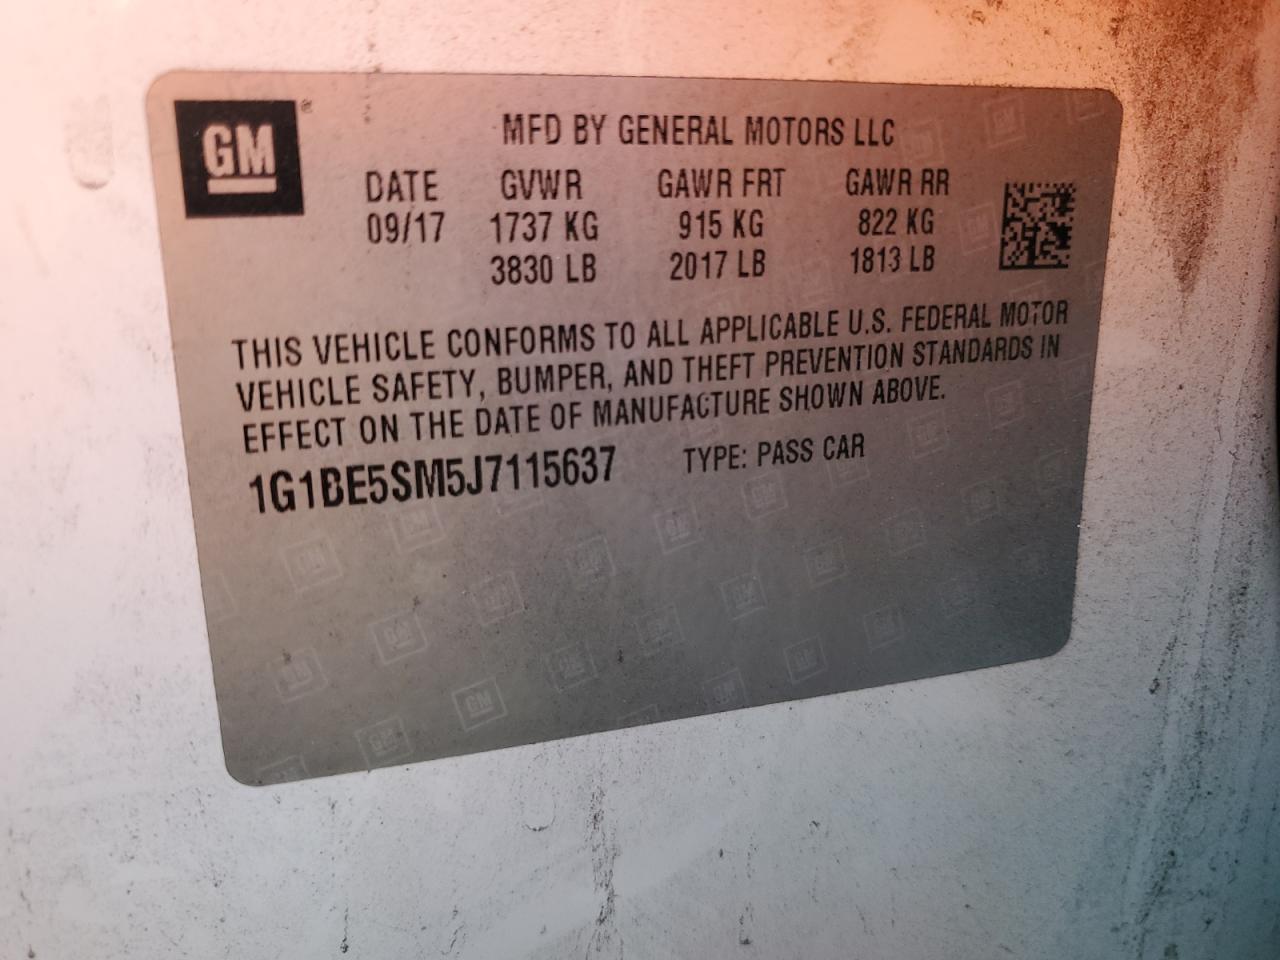 GM ®
MFD BY GENERAL MOTORS LLC
DATE GVWR GAWR FRT GAWR RR
09/17 1737 KG 915 KG 822 KG
3830 LB 2017 LB 1813 LB
THIS VEHICLE CONFORMS TO ALL APPLICABLE U.S. FEDERAL MOTOR
VEHICLE SAFETY, BUMPER, AND THEFT PREVENTION STANDARDS IN
EFFECT ON THE DATE OF MANUFACTURE SHOWN ABOVE.
1G1BE5SM5J7115637 TYPE: PASS CAR